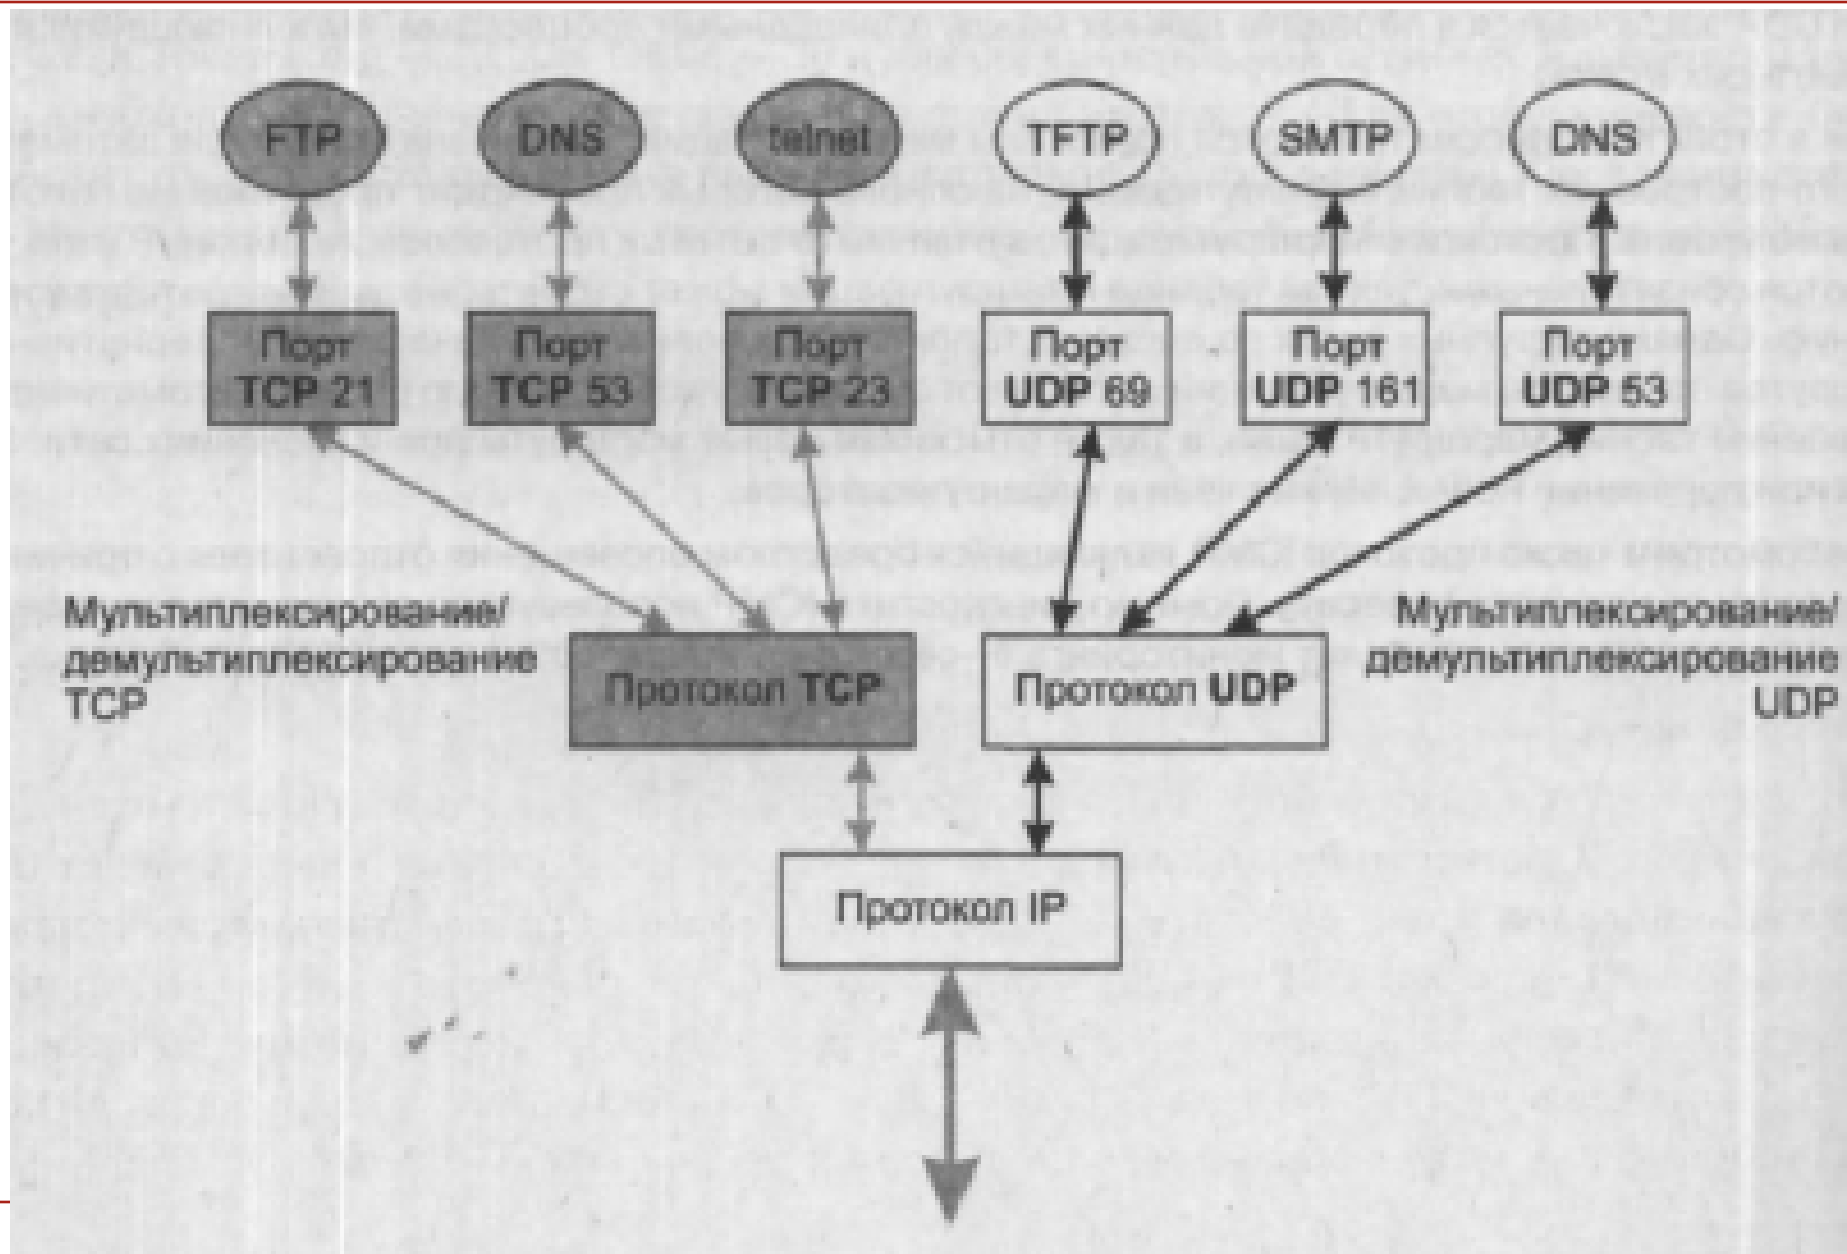 FTP
DNS
telnet
TFTP
SMTP
DNS
Порт
TCP 21
Порт
TCP 53
Порт
TCP 23
Порт
UDP 69
Порт
UDP 161
Порт
UDP 53
Мультиплексирование/
демультиплексирование
TCP
Протокол TCP
Протокол UDP
Мультиплексирование/
демультиплексирование
UDP
Протокол IP